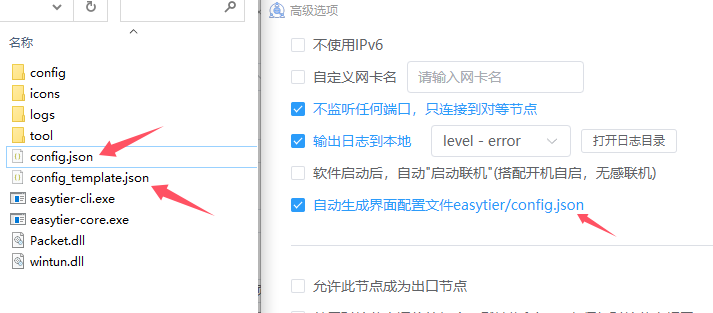 名称
config
icons
logs
tool
config.json
config_template.json
easytier-cli.exe
easytier-core.exe
Packet.dll
wintun.dll
高级选项
不使用IPv6
自定义网卡名 请输入网卡名
不监听任何端口，只连接到对等节点
输出日志到本地 level - error 打开日志目录
软件启动后，自动"启动联机"(搭配开机自启，无感联机)
自动生成界面配置文件easytier/config.json
允许此节点成为出口节点